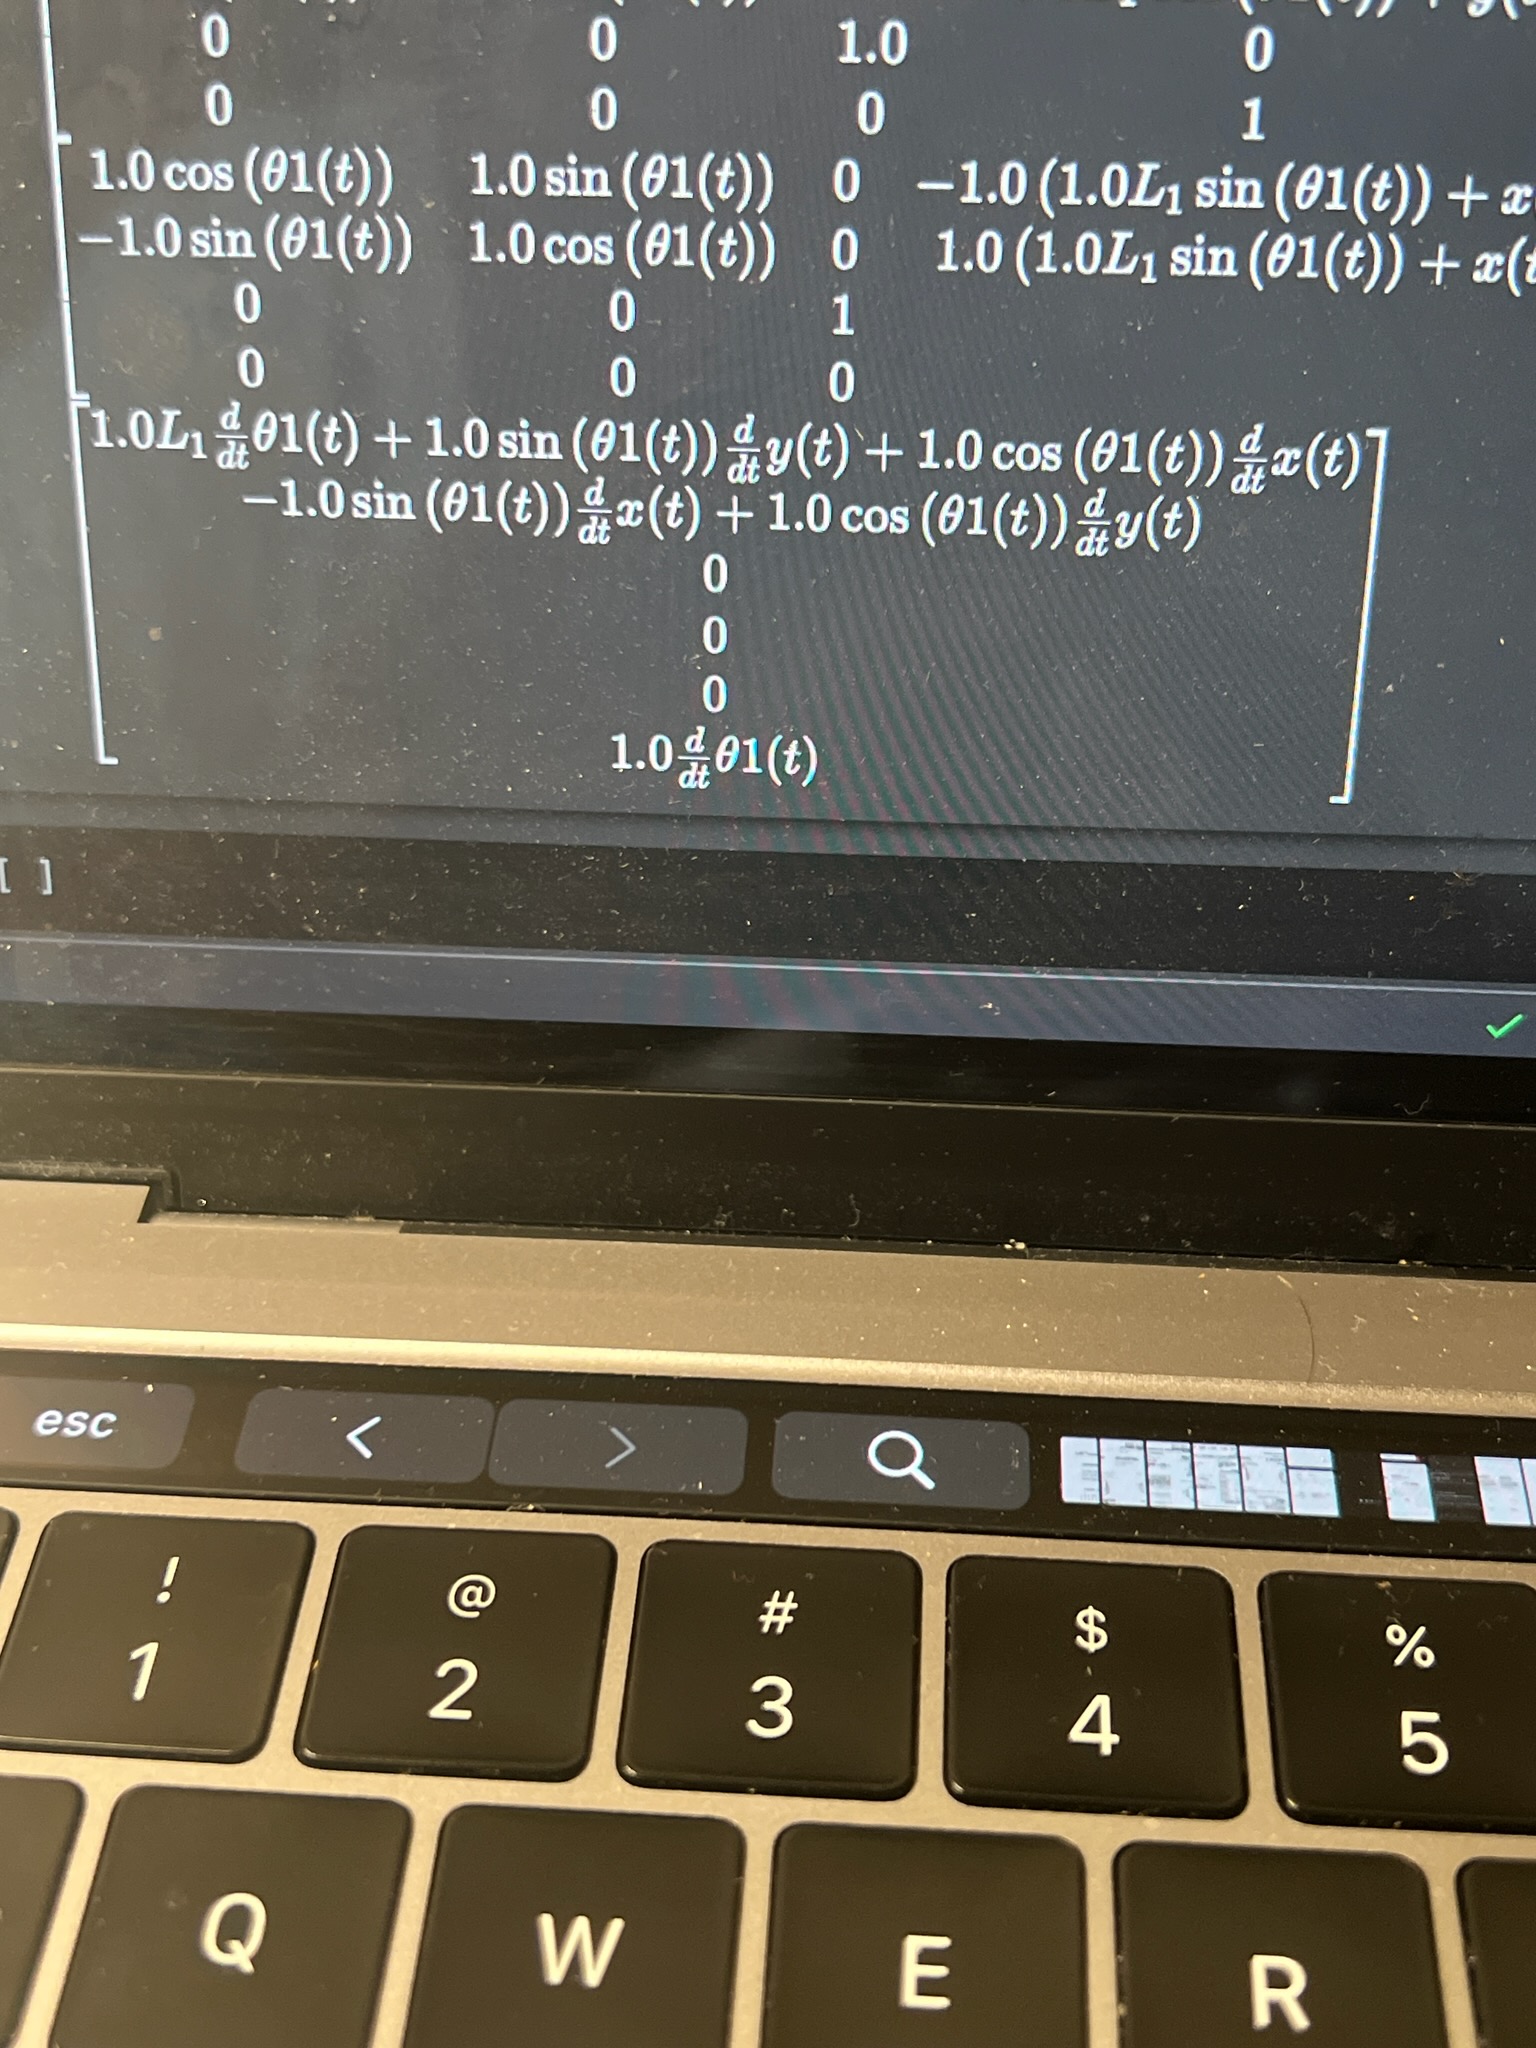 0 0 1.0 0
0 0 0 1
1.0 cos (θ1(t)) 1.0 sin (θ1(t)) 0 −1.0 (1.0L₁ sin (θ1(t)) + x
−1.0 sin (θ1(t)) 1.0 cos (θ1(t)) 0 1.0 (1.0L₁ sin (θ1(t)) + x(t
0 0 1
0 0 0
1.0L₁ d/dt θ1(t) + 1.0 sin (θ1(t)) d/dt y(t) + 1.0 cos (θ1(t)) d/dt x(t)
−1.0 sin (θ1(t)) d/dt x(t) + 1.0 cos (θ1(t)) d/dt y(t)
0
0
0
1.0 d/dt θ1(t)
[ ]
esc < >
! @ # $ %
1 2 3 4 5
Q W E R